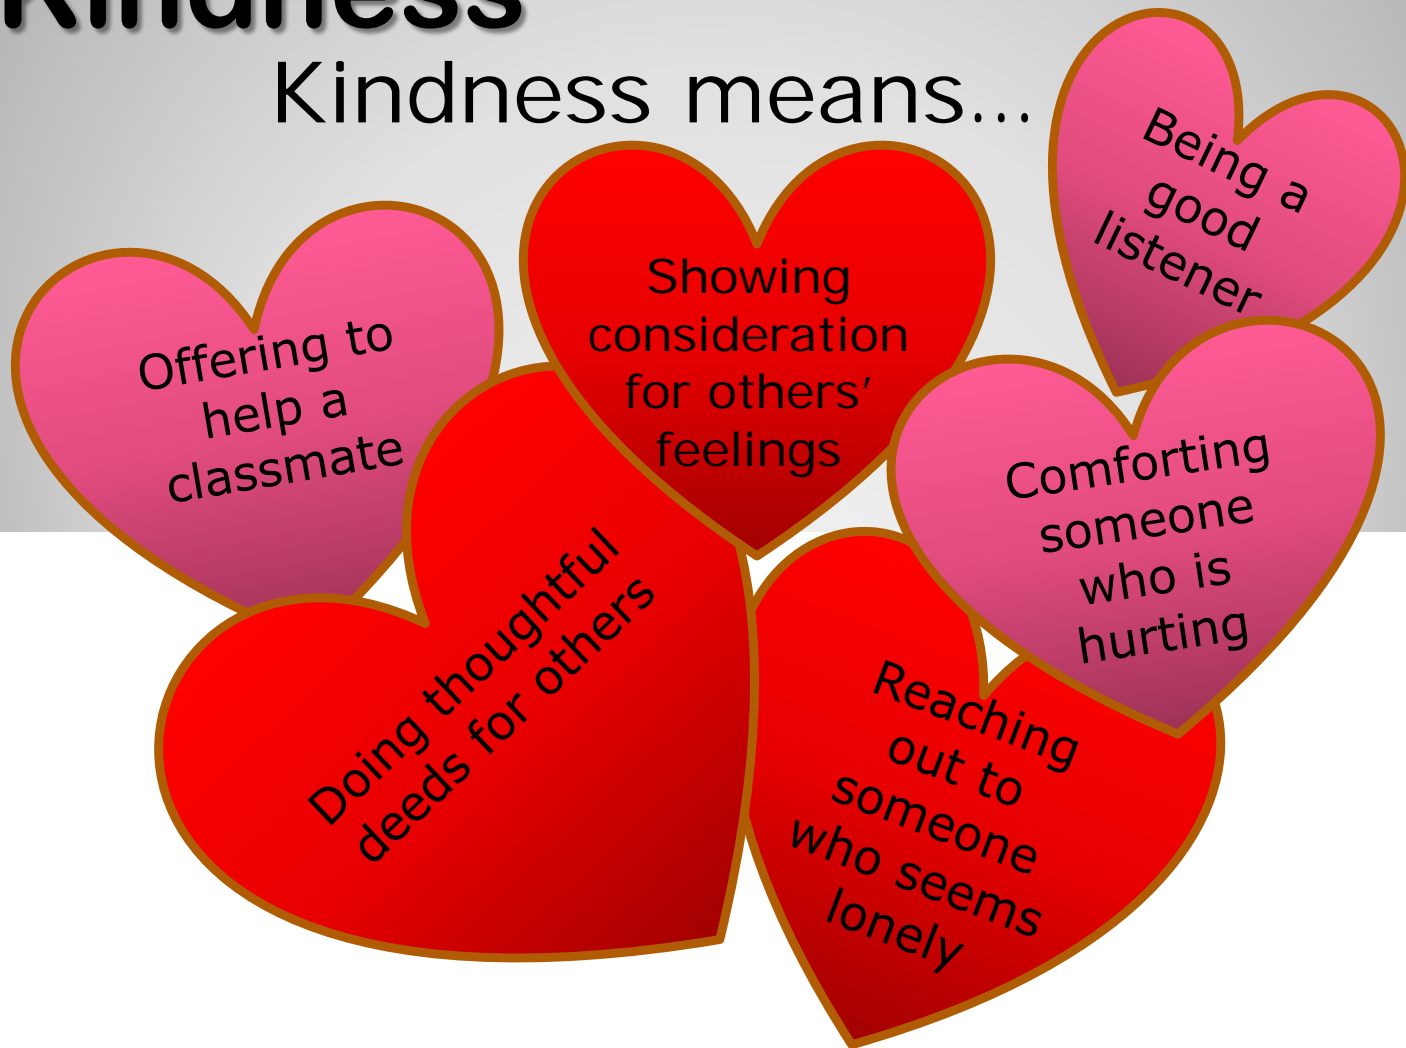 Kindness
Kindness means...
Being a
good
listener
Offering to
help a
classmate
Showing
consideration
for others’
feelings
Comforting
someone
who is
hurting
Doing thoughtful
deeds for others
Reaching
out to
someone
who seems
lonely